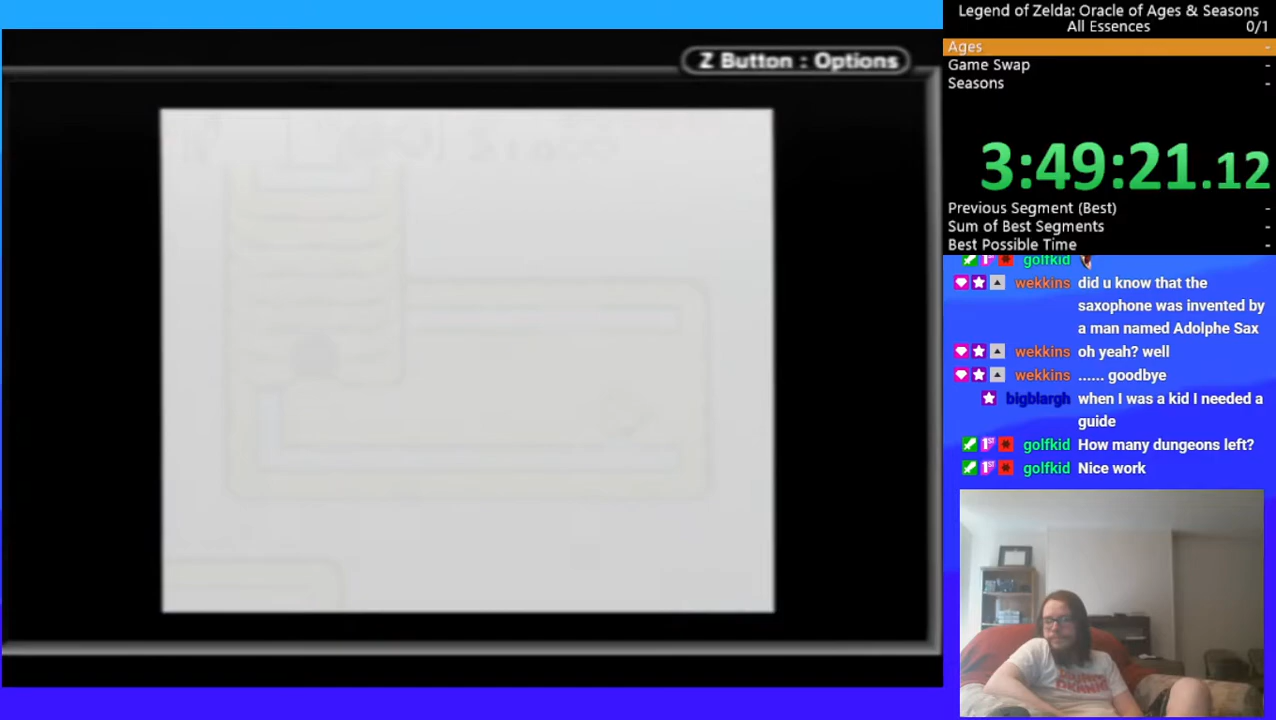 Z Button : Options
Legend of Zelda: Oracle of Ages & Seasons
All Essences 0/1
Ages -
Game Swap -
Seasons -
3:49:21.12
Previous Segment (Best) -
Sum of Best Segments -
Best Possible Time -
golfkid
wekkins did u know that the
saxophone was invented by
a man named Adolphe Sax
wekkins oh yeah? well
wekkins ...... goodbye
bigblargh when I was a kid I needed a
guide
golfkid How many dungeons left?
golfkid Nice work